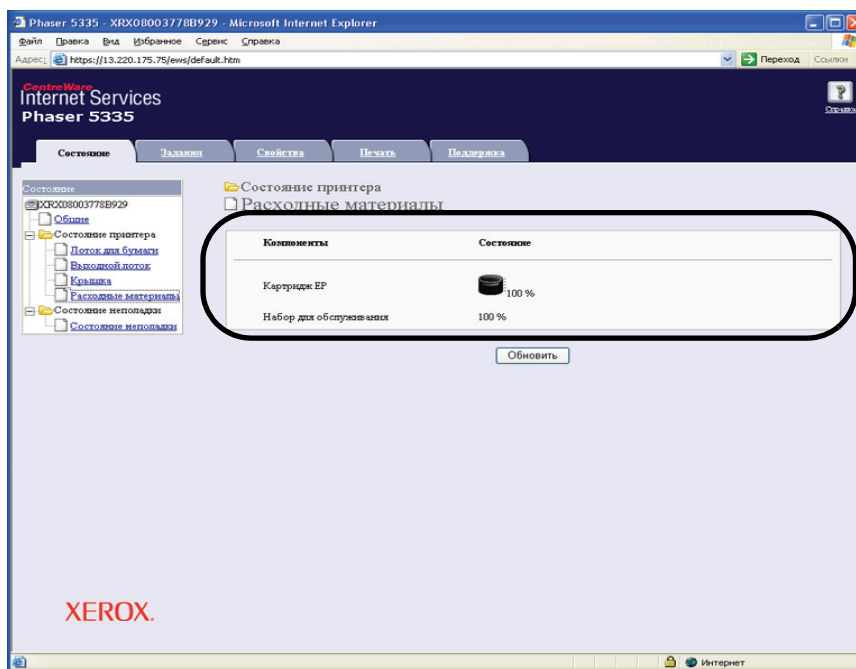 Phaser 5335 - XRX08003778B929 - Microsoft Internet Explorer
Файл Правка Вид Избранное Сервис Справка
Адрес: https://13.220.175.75/ews/default.htm Переход Ссылки
CentreWare
Internet Services
Phaser 5335
Справка
Состояние Задания Свойства Печать Поддержка
Состояние
XRX08003778B929
Общие
Состояние принтера
Лоток для бумаги
Выходной лоток
Крышка
Расходные материалы
Состояние неполадки
Состояние неполадки
Состояние принтера
Расходные материалы
Компоненты Состояние
Картридж EP 100 %
Набор для обслуживания 100 %
Обновить
XEROX.
Интернет